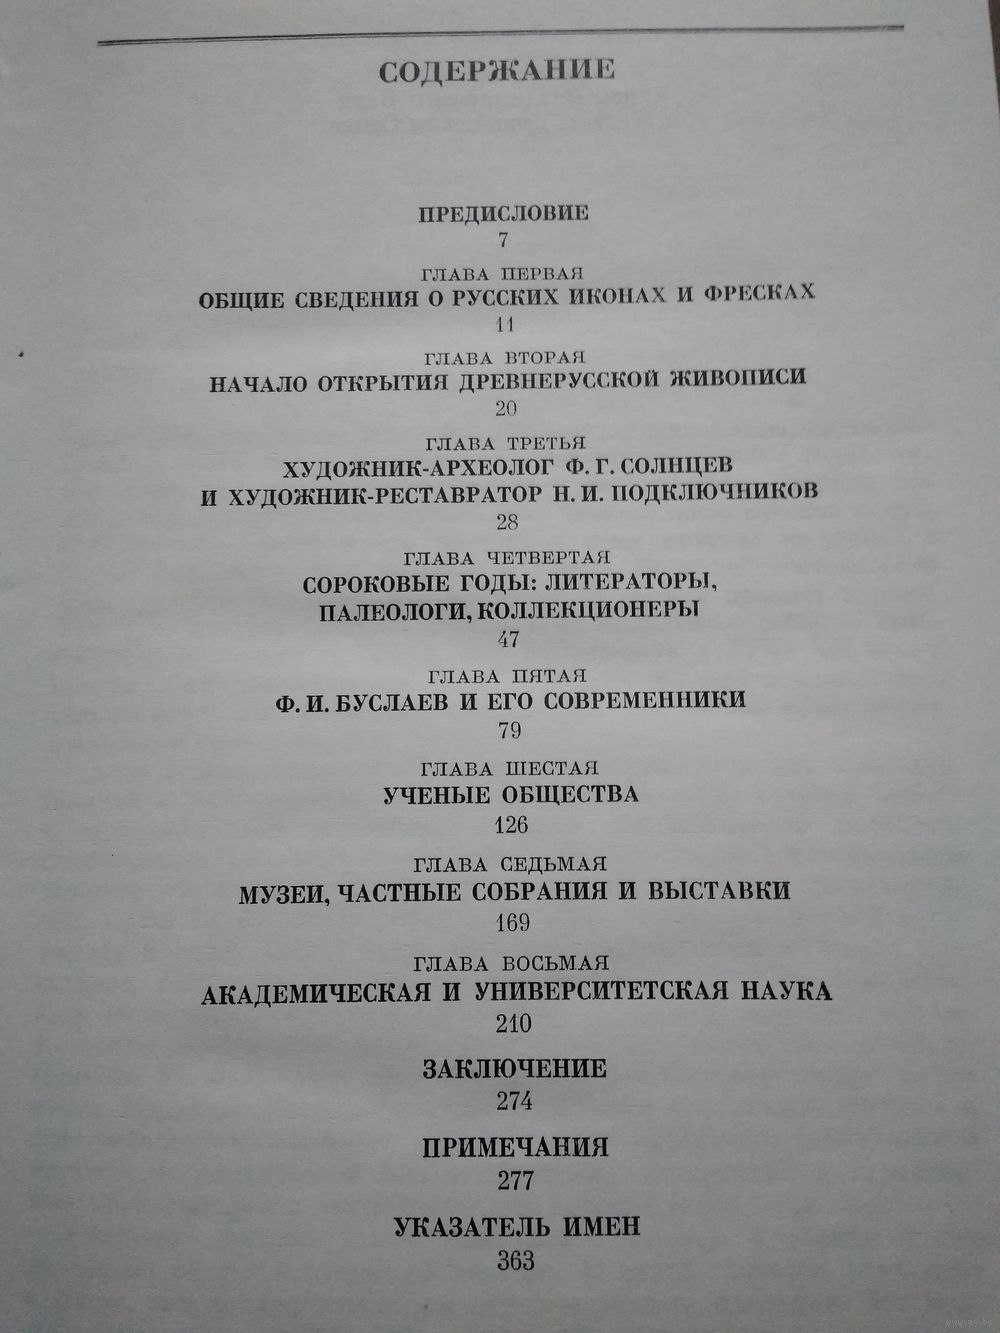 СОДЕРЖАНИЕ
ПРЕДИСЛОВИЕ
7
ГЛАВА ПЕРВАЯ
ОБЩИЕ СВЕДЕНИЯ О РУССКИХ ИКОНАХ И ФРЕСКАХ
11
ГЛАВА ВТОРАЯ
НАЧАЛО ОТКРЫТИЯ ДРЕВНЕРУССКОЙ ЖИВОПИСИ
20
ГЛАВА ТРЕТЬЯ
ХУДОЖНИК-АРХЕОЛОГ Ф. Г. СОЛНЦЕВ
И ХУДОЖНИК-РЕСТАВРАТОР Н. И. ПОДКЛЮЧНИКОВ
28
ГЛАВА ЧЕТВЕРТАЯ
СОРОКОВЫЕ ГОДЫ: ЛИТЕРАТОРЫ,
ПАЛЕОЛОГИ, КОЛЛЕКЦИОНЕРЫ
47
ГЛАВА ПЯТАЯ
Ф. И. БУСЛАЕВ И ЕГО СОВРЕМЕННИКИ
79
ГЛАВА ШЕСТАЯ
УЧЕНЫЕ ОБЩЕСТВА
126
ГЛАВА СЕДЬМАЯ
МУЗЕИ, ЧАСТНЫЕ СОБРАНИЯ И ВЫСТАВКИ
169
ГЛАВА ВОСЬМАЯ
АКАДЕМИЧЕСКАЯ И УНИВЕРСИТЕТСКАЯ НАУКА
210
ЗАКЛЮЧЕНИЕ
274
ПРИМЕЧАНИЯ
277
УКАЗАТЕЛЬ ИМЕН
363
www.ay.by